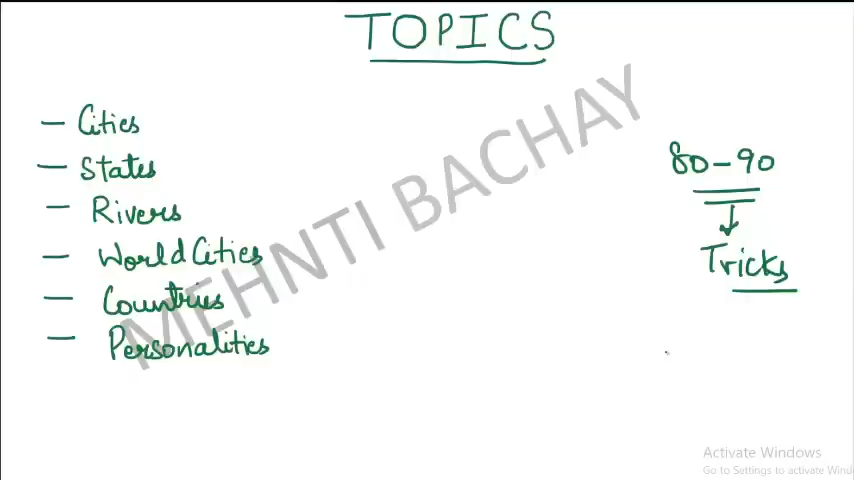 TOPICS
– Cities
– States
– Rivers
– World Cities
– Countries
– Personalities
80-90
Tricks
MEHNTI BACHAY
Activate Windows
Go to Settings to activate Wind